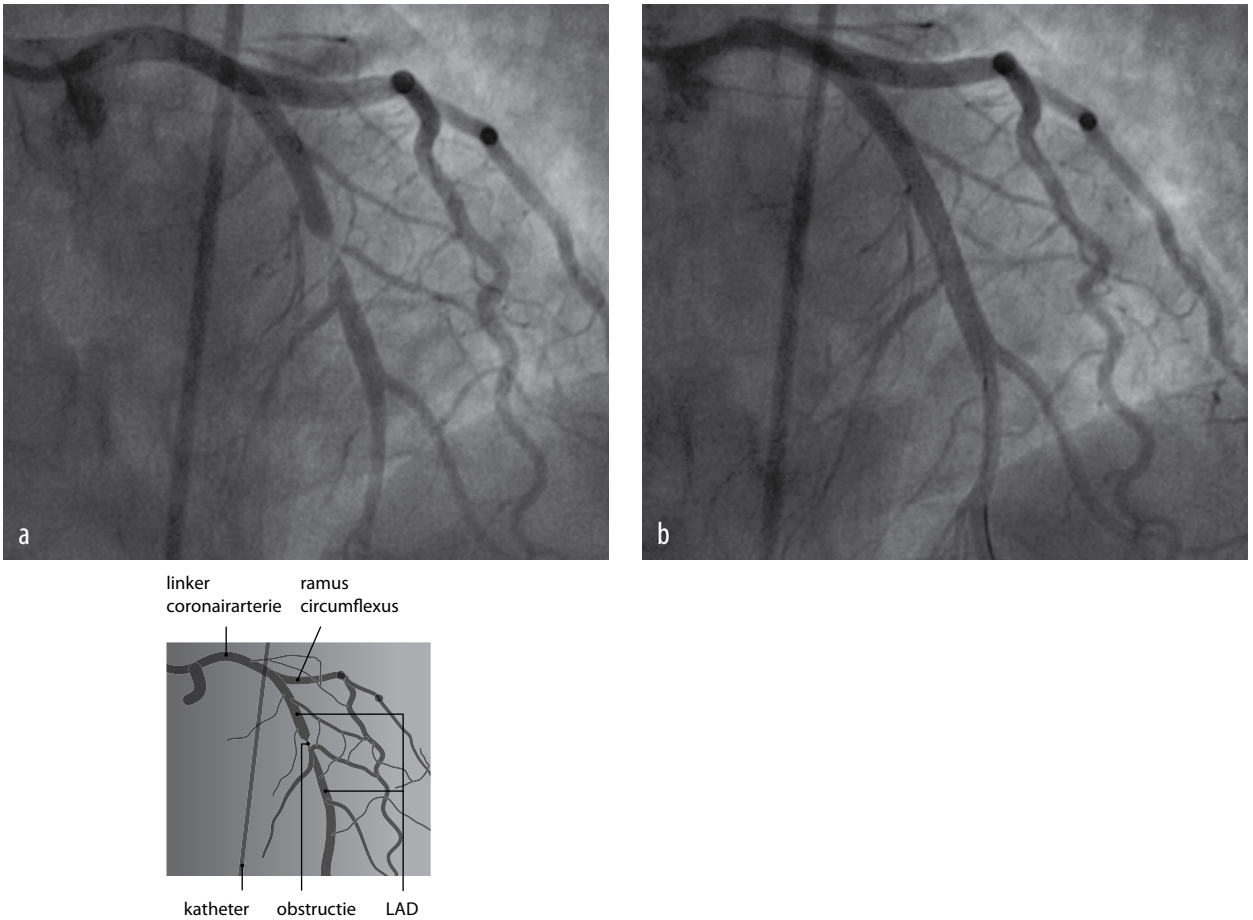 a
b
linker
coronairarterie
ramus
circumflexus
katheter
obstructie
LAD